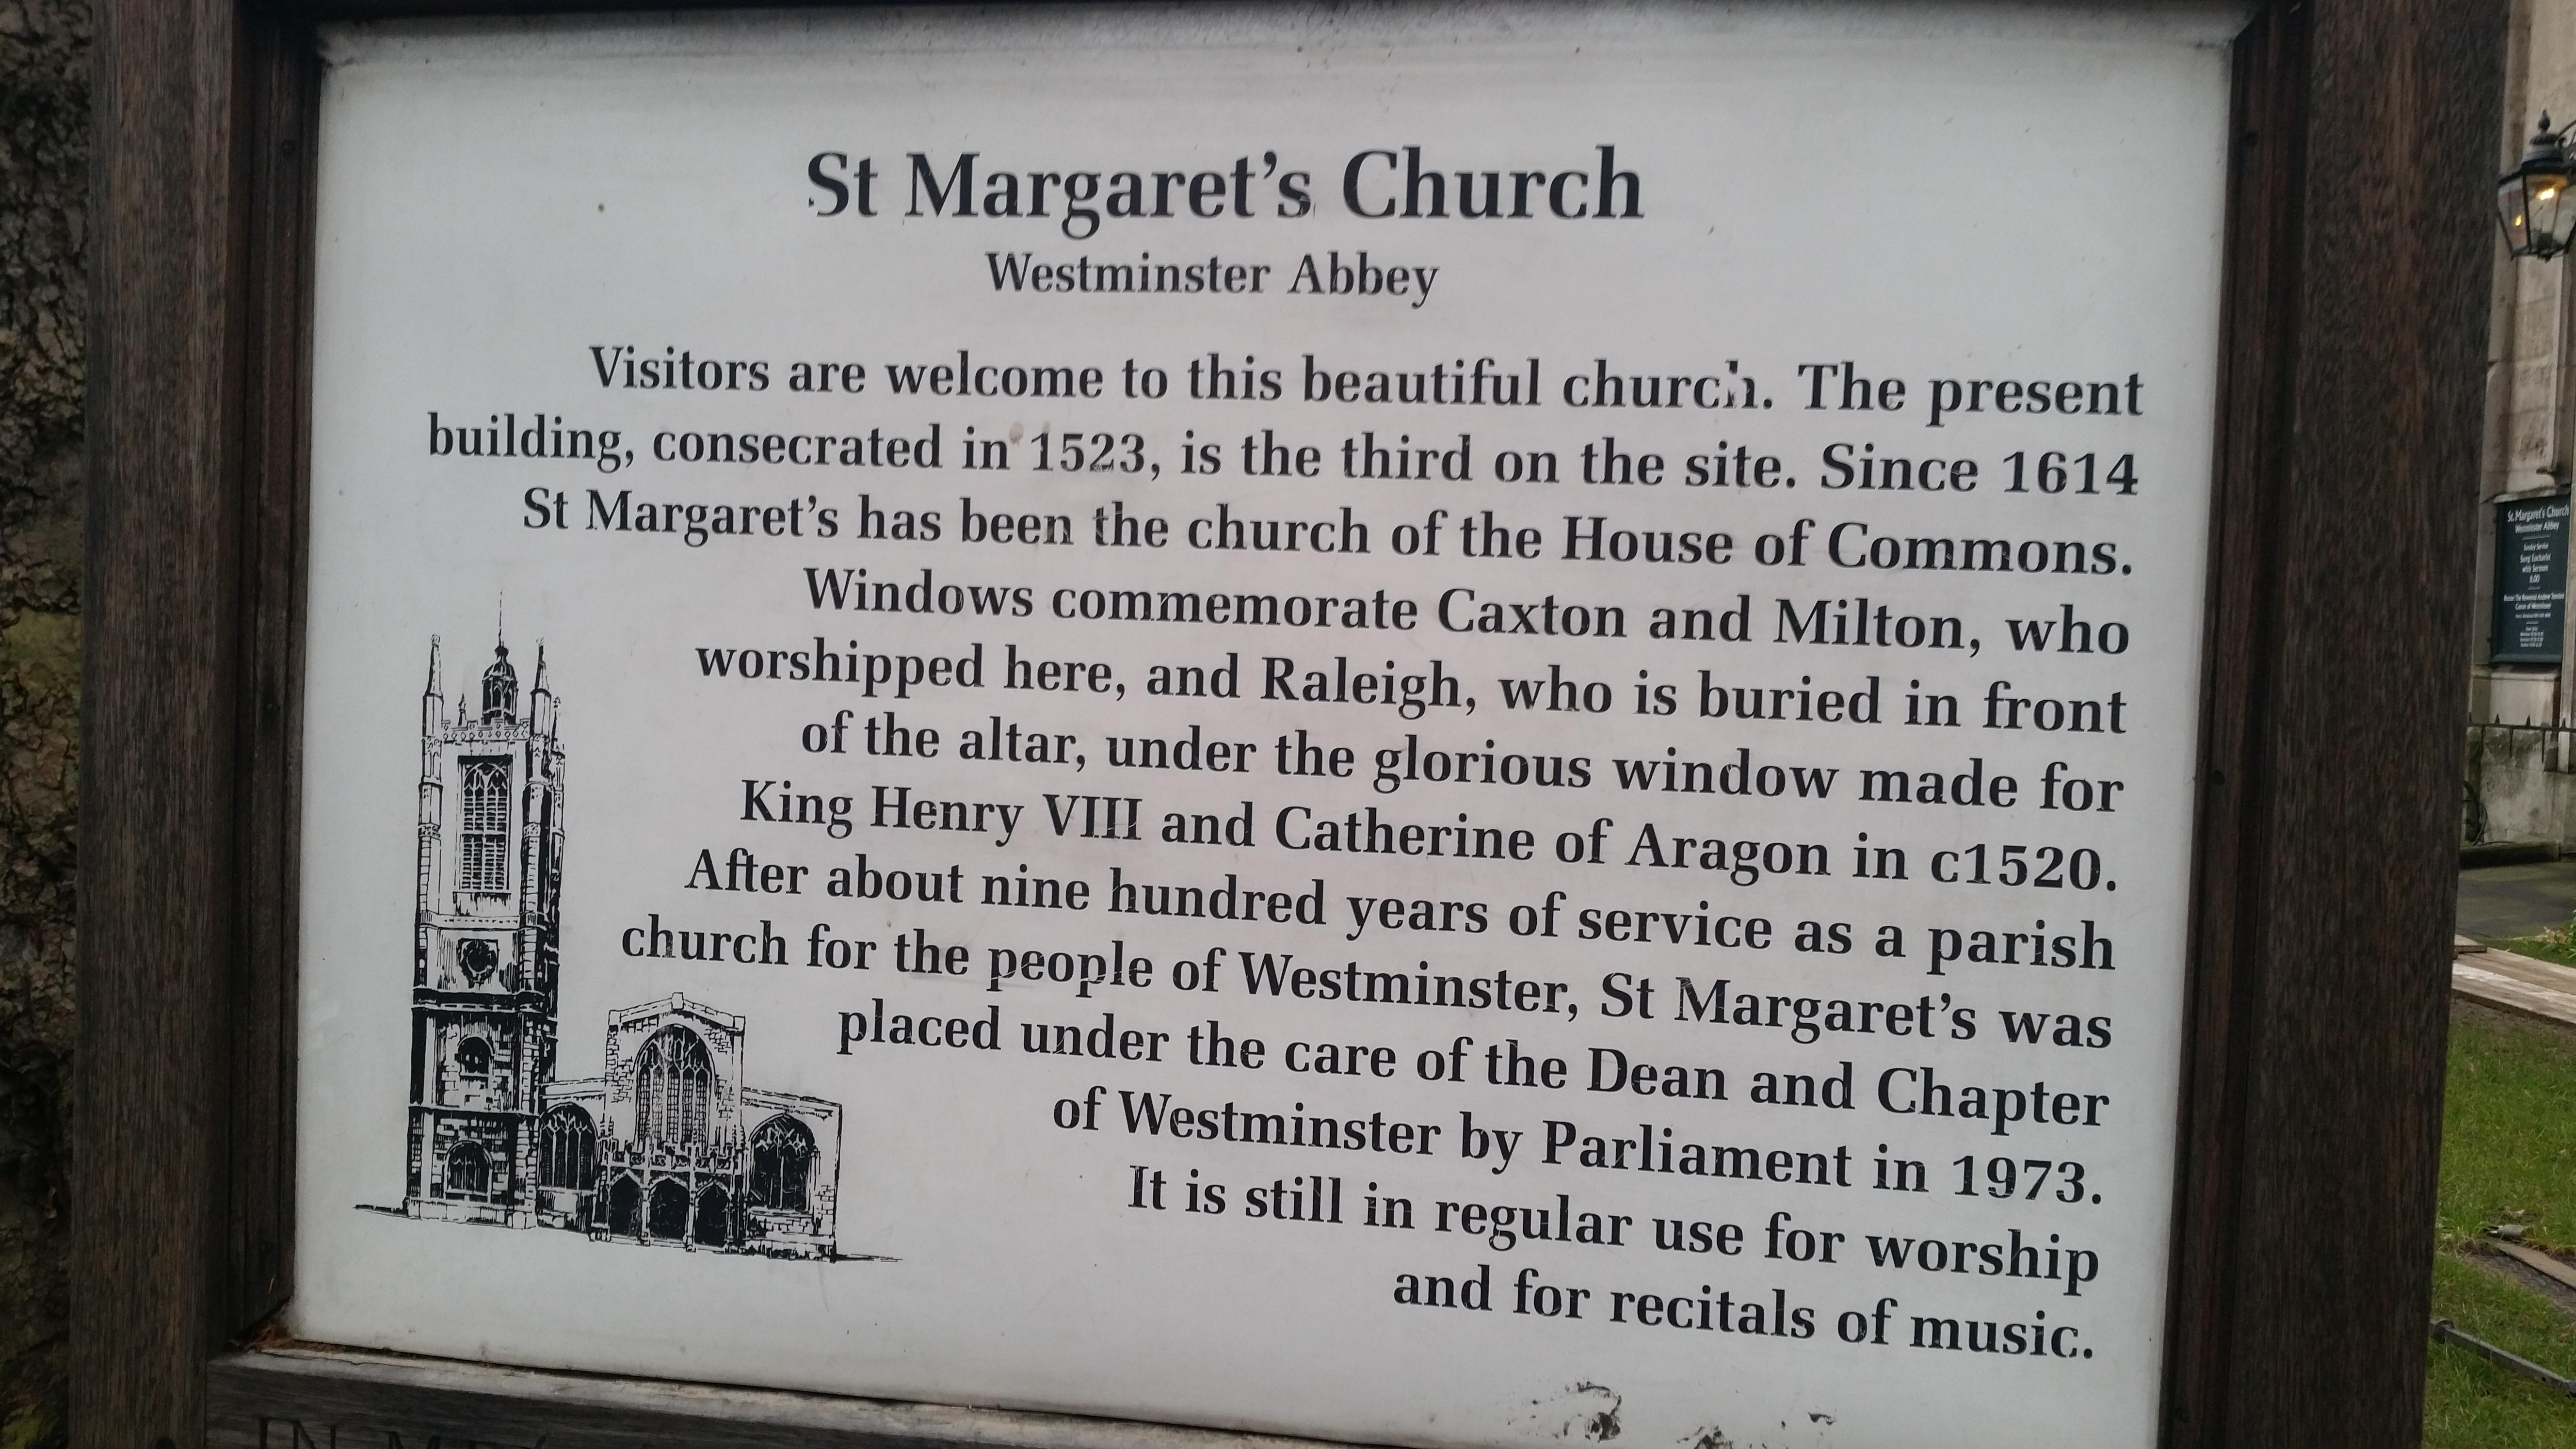 St Margaret's Church
Westminster Abbey
Visitors are welcome to this beautiful church. The present
building, consecrated in 1523, is the third on the site. Since 1614
St Margaret's has been the church of the House of Commons.
Windows commemorate Caxton and Milton, who
worshipped here, and Raleigh, who is buried in front
of the altar, under the glorious window made for
King Henry VIII and Catherine of Aragon in c1520.
After about nine hundred years of service as a parish
church for the people of Westminster, St Margaret's was
placed under the care of the Dean and Chapter
of Westminster by Parliament in 1973.
It is still in regular use for worship
and for recitals of music.
IN
St. Margaret's Church
Westminster Abbey
Sung Eucharist
with Sermon